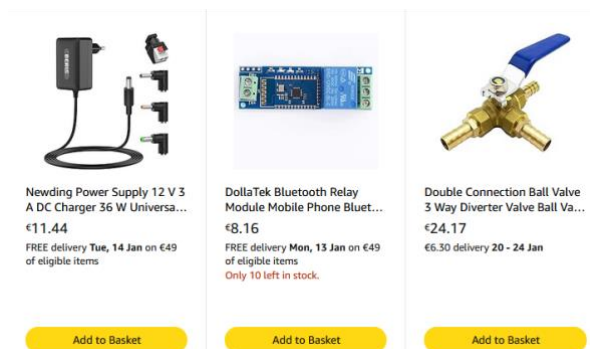 Newding Power Supply 12 V 3
A DC Charger 36 W Universa...
€11.44
FREE delivery Tue, 14 Jan on €49
of eligible items
Add to Basket
DollaTek Bluetooth Relay
Module Mobile Phone Bluet...
€8.16
FREE delivery Mon, 13 Jan on €49
of eligible items
Only 10 left in stock.
Add to Basket
Double Connection Ball Valve
3 Way Diverter Valve Ball Va...
€24.17
€6.30 delivery 20 - 24 Jan
Add to Basket